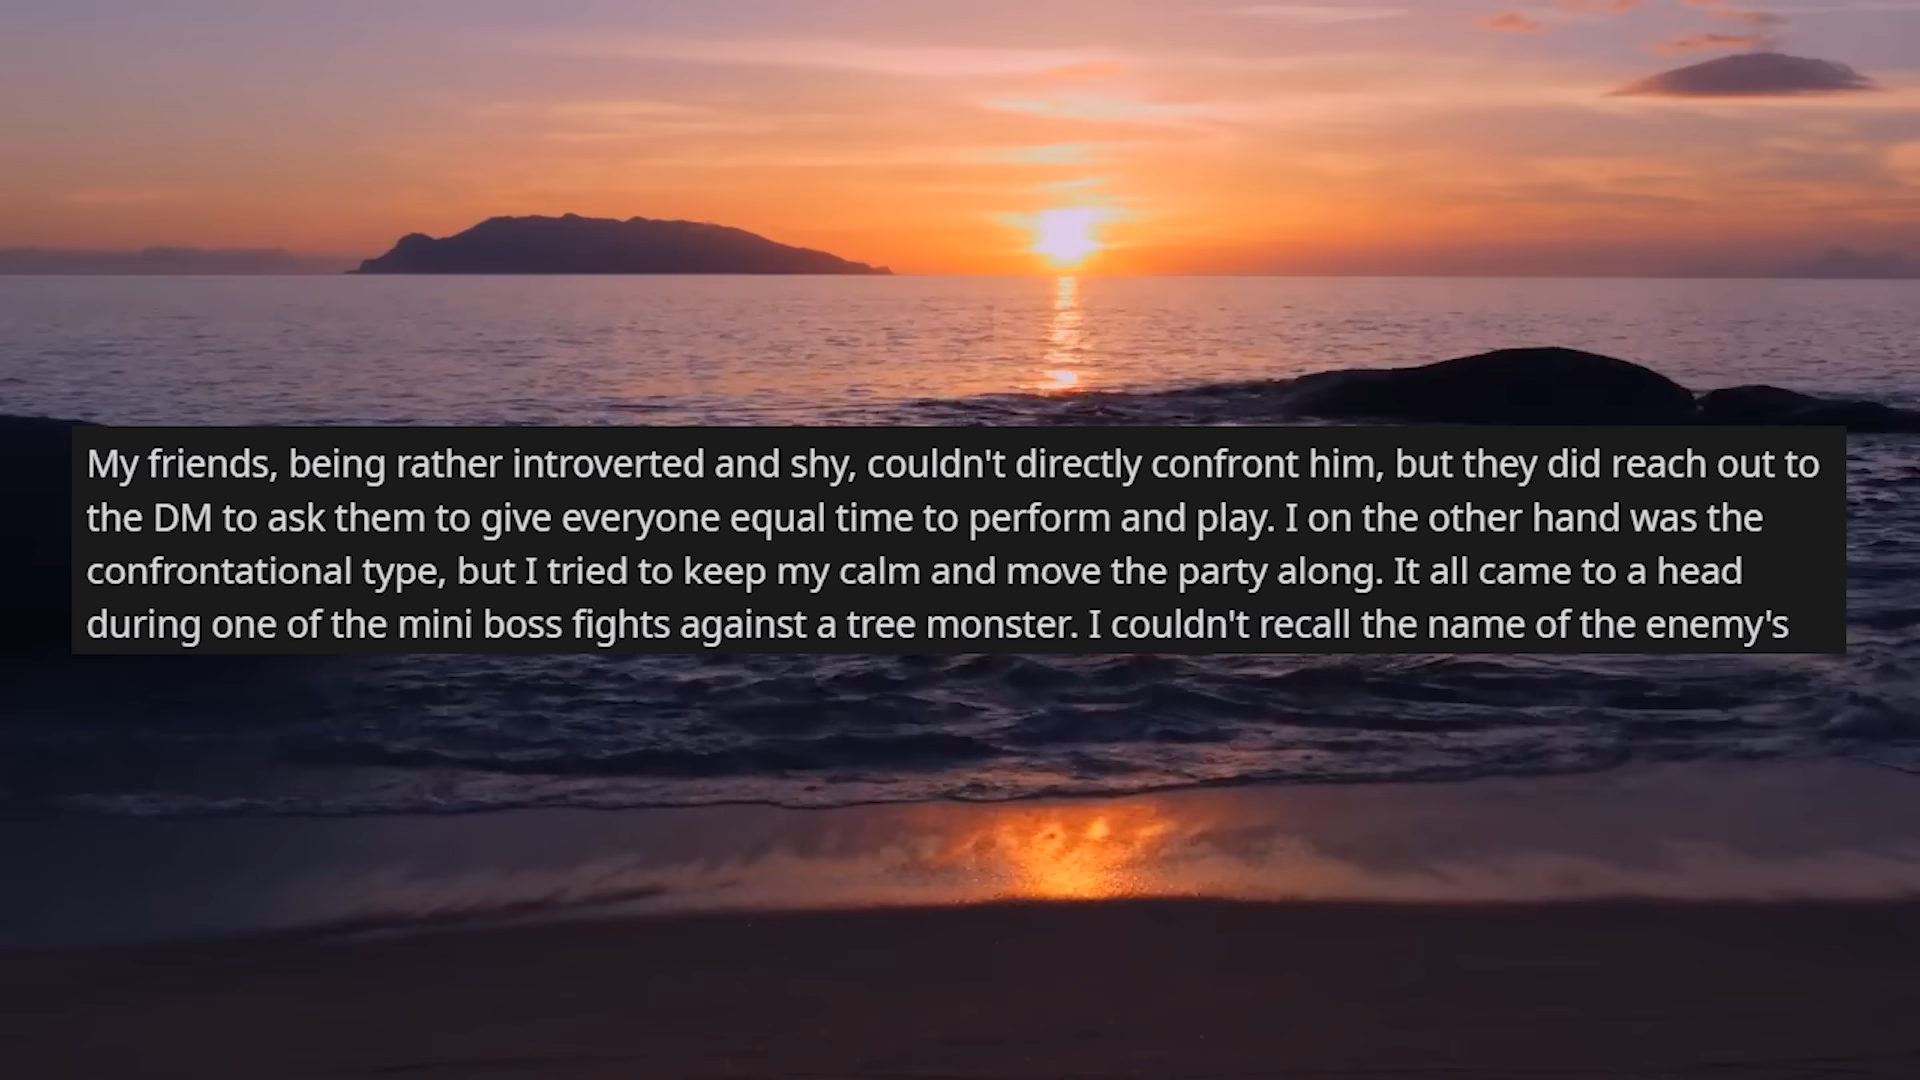 My friends, being rather introverted and shy, couldn't directly confront him, but they did reach out to
the DM to ask them to give everyone equal time to perform and play. I on the other hand was the
confrontational type, but I tried to keep my calm and move the party along. It all came to a head
during one of the mini boss fights against a tree monster. I couldn't recall the name of the enemy's